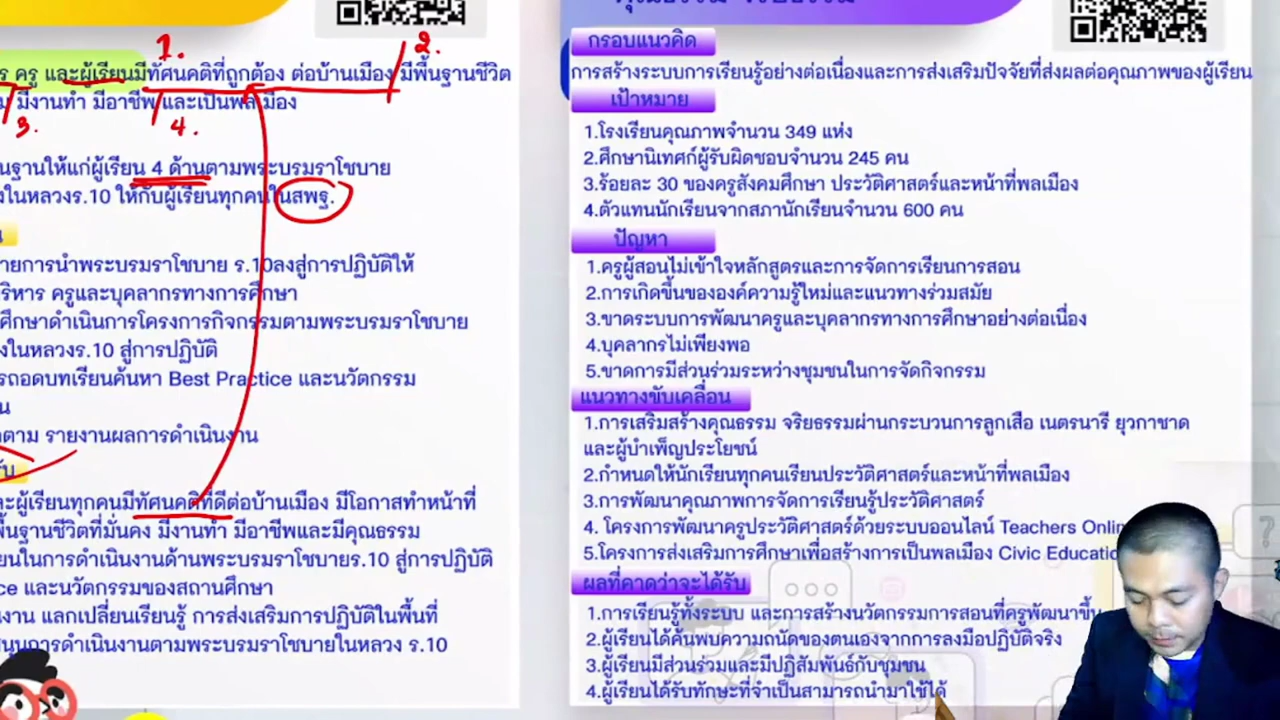 1.
2.
ร ครู และผู้เรียนมีทัศนคติที่ถูกต้อง ต่อบ้านเมือง มีพื้นฐานชีวิต
มีงานทำ มีอาชีพ และเป็นพลเมือง
3.
4.
ฐานให้แก่ผู้เรียน 4 ด้านตามพระบรมราโชบาย
ในหลวงร.10 ให้กับผู้เรียนทุกคนในสพฐ.
ายการนำพระบรมราโชบาย ร.10ลงสู่การปฏิบัติให้
ริหาร ครูและบุคลากรทางการศึกษา
ศึกษาดำเนินการโครงการกิจกรรมตามพระบรมราโชบาย
งในหลวงร.10 สู่การปฏิบัติ
รถอดบทเรียนค้นหา Best Practice และนวัตกรรม
น
ตาม รายงานผลการดำเนินงาน
รับ
ละผู้เรียนทุกคนมีทัศนคติที่ดีต่อบ้านเมือง มีโอกาสทำหน้าที่
พื้นฐานชีวิตที่มั่นคง มีงานทำ มีอาชีพและมีคุณธรรม
ยนในการดำเนินงานด้านพระบรมราโชบายร.10 สู่การปฏิบัติ
ce และนวัตกรรมของสถานศึกษา
งาน แลกเปลี่ยนเรียนรู้ การส่งเสริมการปฏิบัติในพื้นที่
นุนการดำเนินงานตามพระบรมราโชบายในหลวง ร.10
กรอบแนวคิด
การสร้างระบบการเรียนรู้อย่างต่อเนื่องและการส่งเสริมปัจจัยที่ส่งผลต่อคุณภาพของผู้เรียน
เป้าหมาย
1.โรงเรียนคุณภาพจำนวน 349 แห่ง
2.ศึกษานิเทศก์ผู้รับผิดชอบจำนวน 245 คน
3.ร้อยละ 30 ของครูสังคมศึกษา ประวัติศาสตร์และหน้าที่พลเมือง
4.ตัวแทนนักเรียนจากสภานักเรียนจำนวน 600 คน
ปัญหา
1.ครูผู้สอนไม่เข้าใจหลักสูตรและการจัดการเรียนการสอน
2.การเกิดขึ้นขององค์ความรู้ใหม่และแนวทางร่วมสมัย
3.ขาดระบบการพัฒนาครูและบุคลากรทางการศึกษาอย่างต่อเนื่อง
4.บุคลากรไม่เพียงพอ
5.ขาดการมีส่วนร่วมระหว่างชุมชนในการจัดกิจกรรม
แนวทางขับเคลื่อน
1.การเสริมสร้างคุณธรรม จริยธรรมผ่านกระบวนการลูกเสือ เนตรนารี ยุวกาชาด
และผู้บำเพ็ญประโยชน์
2.กำหนดให้นักเรียนทุกคนเรียนประวัติศาสตร์และหน้าที่พลเมือง
3.การพัฒนาคุณภาพการจัดการเรียนรู้ประวัติศาสตร์
4. โครงการพัฒนาครูประวัติศาสตร์ด้วยระบบออนไลน์ Teachers Onlin
5.โครงการส่งเสริมการศึกษาเพื่อสร้างการเป็นพลเมือง Civic Educatio
ผลที่คาดว่าจะได้รับ
1.การเรียนรู้ทั้งระบบ และการสร้างนวัตกรรมการสอนที่ครูพัฒนาขึ้น
2.ผู้เรียนได้ค้นพบความถนัดของตนเองจากการลงมือปฏิบัติจริง
3.ผู้เรียนมีส่วนร่วมและมีปฏิสัมพันธ์กับชุมชน
4.ผู้เรียนได้รับทักษะที่จำเป็นสามารถนำมาใช้ได้